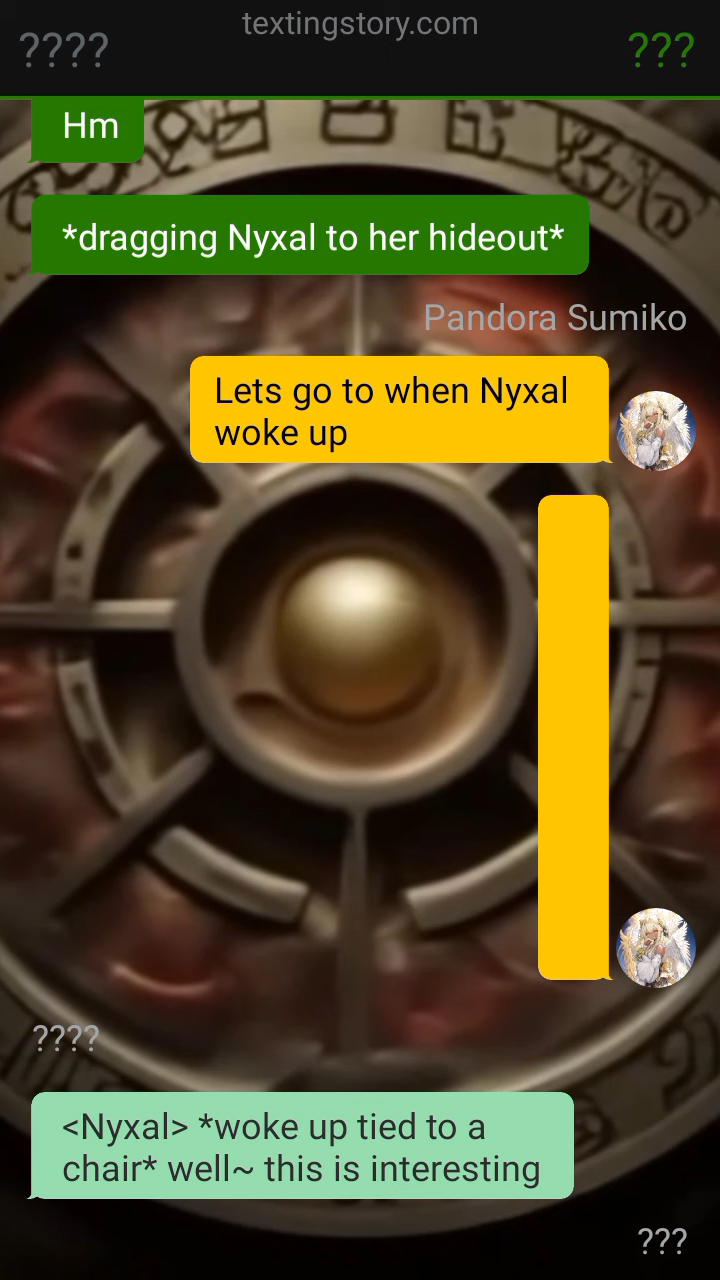 textingstory.com
????
???
Hm
*dragging Nyxal to her hideout*
Pandora Sumiko
Lets go to when Nyxal
woke up
????
<Nyxal> *woke up tied to a
chair* well~ this is interesting
???